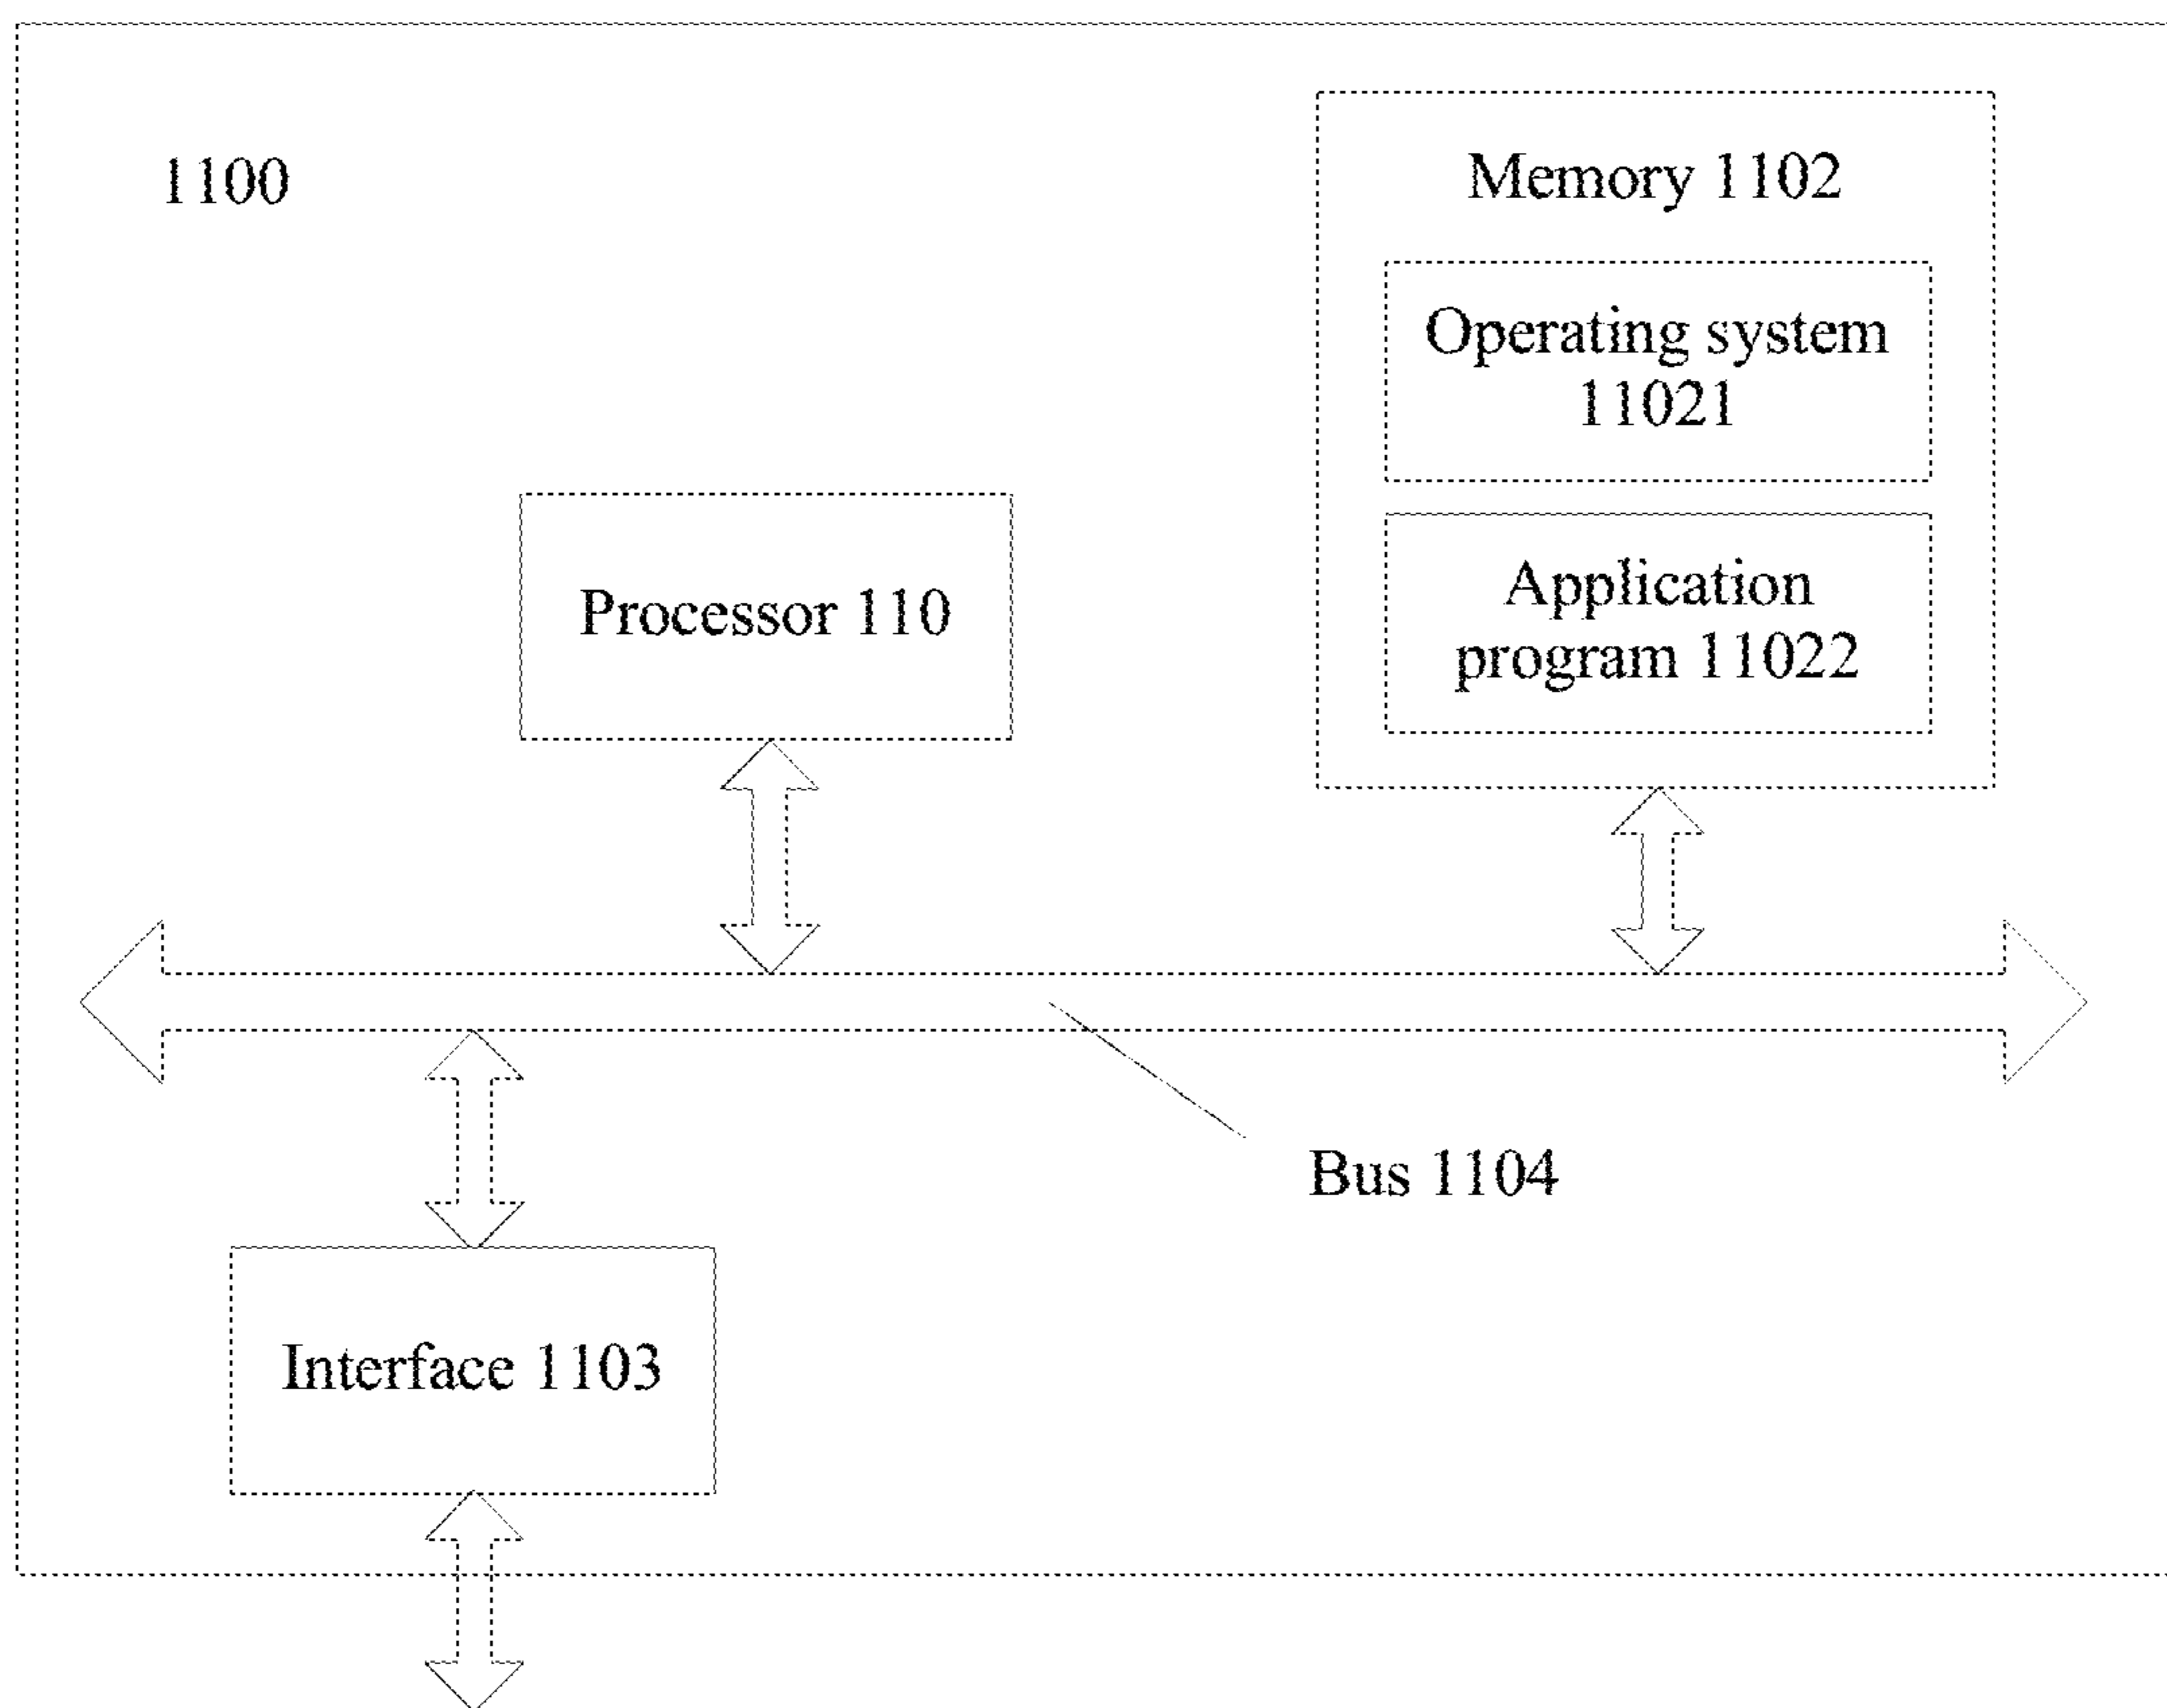 1100
Memory 1102
Operating system
11021
Application
program 11022
Processor 110
Bus 1104
Interface 1103